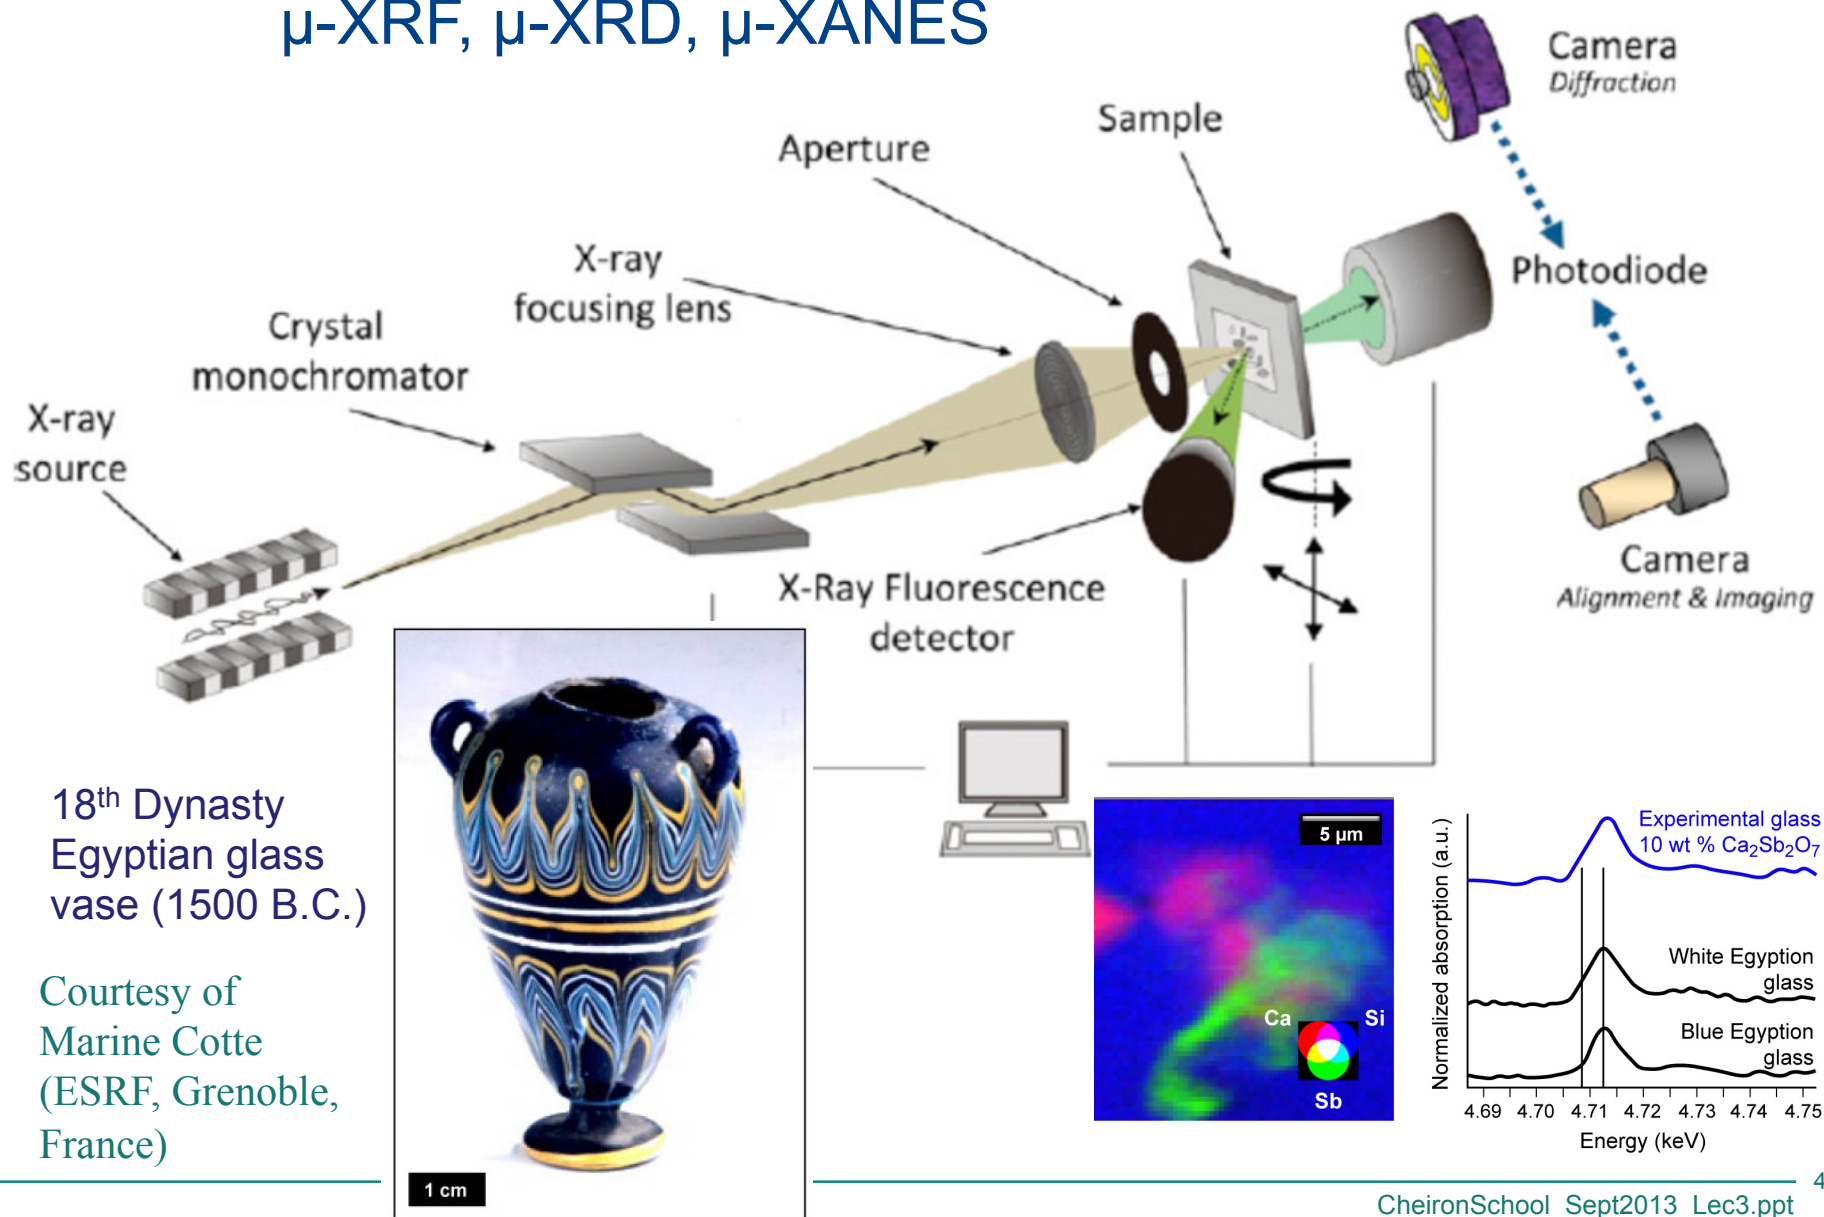 µ-XRF, µ-XRD, µ-XANES
Camera
Diffraction
Sample
Aperture
X-ray
focusing lens
Photodiode
Crystal
monochromator
X-ray
source
Camera
Alignment & Imaging
X-Ray Fluorescence
detector
18th Dynasty
Egyptian glass
vase (1500 B.C.)
Courtesy of
Marine Cotte
(ESRF, Grenoble,
France)
1 cm
5 µm
Ca
Si
Sb
Experimental glass
10 wt % Ca2Sb2O7
White Egyption
glass
Blue Egyption
glass
Normalized absorption (a.u.)
4.69 4.70 4.71 4.72 4.73 4.74 4.75
Energy (keV)
4
CheironSchool_Sept2013_Lec3.ppt